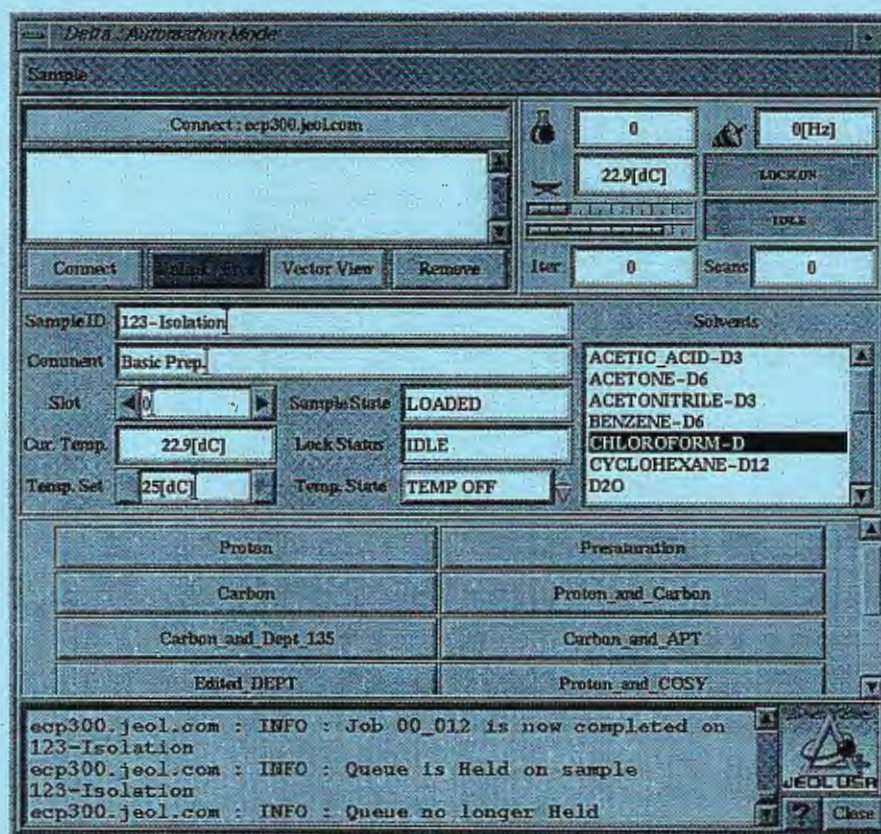 Delta : Automation Mode
Sample
Connect : ecp300.jeol.com
0
0[Hz]
22.9[dC]
LOCK ON
IDLE
Connect
Vector View
Remove
Iter
0
Scans
0
Sample ID
123-Isolation
Comment
Basic Prep.
Slot
0
Sample State
LOADED
Cur. Temp.
22.9[dC]
Lock Status
IDLE
Temp. Set
25[dC]
Temp. State
TEMP OFF
Solvents
ACETIC_ACID-D3
ACETONE-D6
ACETONITRILE-D3
BENZENE-D6
CHLOROFORM-D
CYCLOHEXANE-D12
D2O
Proton
Presaturation
Carbon
Proton_and_Carbon
Carbon_and_Dept_135
Carbon_and_APT
Edited_DEPT
Proton_and_COSY
ecp300.jeol.com : INFO : Job 00_012 is now completed on
123-Isolation
ecp300.jeol.com : INFO : Queue is Held on sample
123-Isolation
ecp300.jeol.com : INFO : Queue no longer Held
JEOL USA
?
Close